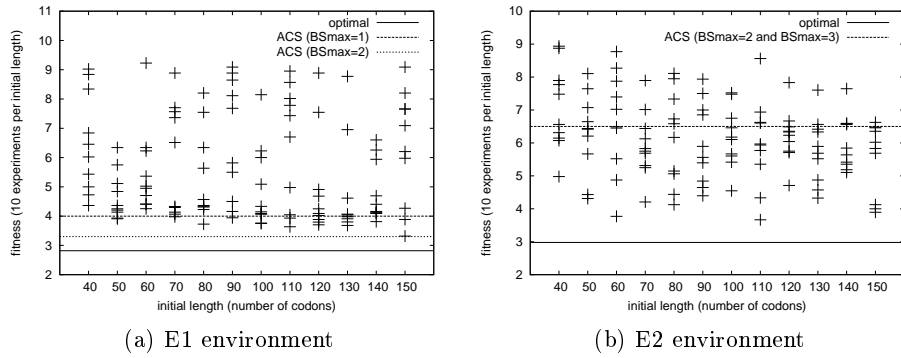 11
10
9
8
7
6
5
4
3
2
fitness (10 experiments per initial length)
optimal
ACS (BSmax=1)
ACS (BSmax=2)
40 50 60 70 80 90 100 110 120 130 140 150
initial length (number of codons)
(a) E1 environment
10
9
8
7
6
5
4
3
2
fitness (10 experiments per initial length)
optimal
ACS (BSmax=2 and BSmax=3)
40 50 60 70 80 90 100 110 120 130 140 150
initial length (number of codons)
(b) E2 environment